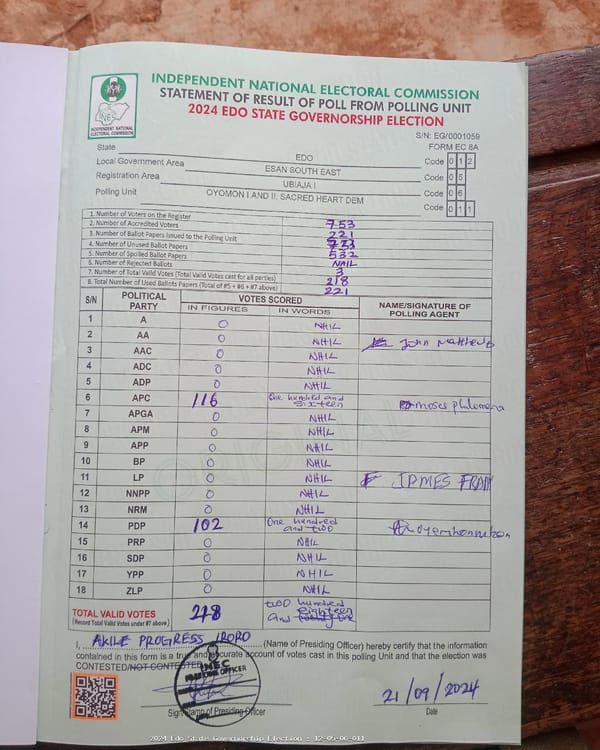 INDEPENDENT NATIONAL ELECTORAL COMMISSION
STATEMENT OF RESULT OF POLL FROM POLLING UNIT
2024 EDO STATE GOVERNORSHIP ELECTION
INEC
INDEPENDENT NATIONAL ELECTORAL COMMISSION
S/N: EG/0001059
FORM EC 8A
State EDO Code 0 1 2
Local Government Area ESAN SOUTH EAST Code 0 5
Registration Area UBIAJA I Code 0 6
Polling Unit OYOMON I AND II. SACRED HEART DEM Code 0 1 1
1. Number of Voters on the Register 753
2. Number of Accredited Voters 221
3. Number of Ballot Papers Issued to the Polling Unit
4. Number of Unused Ballot Papers 532
5. Number of Spoiled Ballot Papers NAIL
6. Number of Rejected Ballots 3
7. Number of Total Valid Votes (Total Valid Votes cast for all parties) 218
8. Total Number of Used Ballots Papers (Total of #5 + #6 + #7 above) 221
S/N POLITICAL PARTY VOTES SCORED NAME/SIGNATURE OF POLLING AGENT
IN FIGURES IN WORDS
1 A 0 NHIL
2 AA 0 NHIL John Matthew
3 AAC 0 NHIL
4 ADC 0 NHIL
5 ADP 0 NHIL
6 APC 116 One hundred and sixteen moses philomena
7 APGA 0 NHIL
8 APM 0 NHIL
9 APP 0 NHIL
10 BP 0 NHIL
11 LP 0 NHIL JAMES
12 NNPP 0 NHIL
13 NRM 0 NHIL
14 PDP 102 One hundred and two
15 PRP 0 NHIL
16 SDP 0 NHIL
17 YPP 0 NHIL
18 ZLP 0 NHIL
TOTAL VALID VOTES 218 two hundred and eighteen
(Record Total Valid Votes under #7 above)
I, AKILE PROGRESS IRORO (Name of Presiding Officer) hereby certify that the information
contained in this form is a true and accurate account of votes cast in this polling Unit and that the election was
CONTESTED/NOT CONTESTED
INEC
PRESIDING OFFICER
Sign/Stamp of Presiding Officer
21/09/2024
Date
2024 Edo State Governorship Election - 12-05-06-011